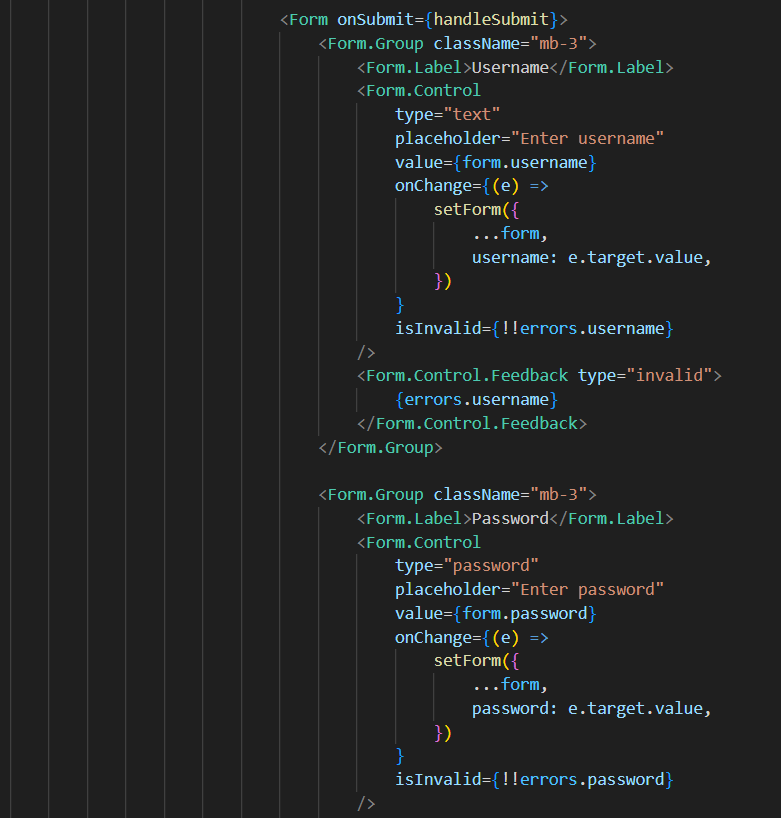 <Form onSubmit={handleSubmit}>
<Form.Group className="mb-3">
<Form.Label>Username</Form.Label>
<Form.Control
type="text"
placeholder="Enter username"
value={form.username}
onChange={(e) =>
setForm({
...form,
username: e.target.value,
})
}
isInvalid={!!errors.username}
/>
<Form.Control.Feedback type="invalid">
{errors.username}
</Form.Control.Feedback>
</Form.Group>
<Form.Group className="mb-3">
<Form.Label>Password</Form.Label>
<Form.Control
type="password"
placeholder="Enter password"
value={form.password}
onChange={(e) =>
setForm({
...form,
password: e.target.value,
})
}
isInvalid={!!errors.password}
/>